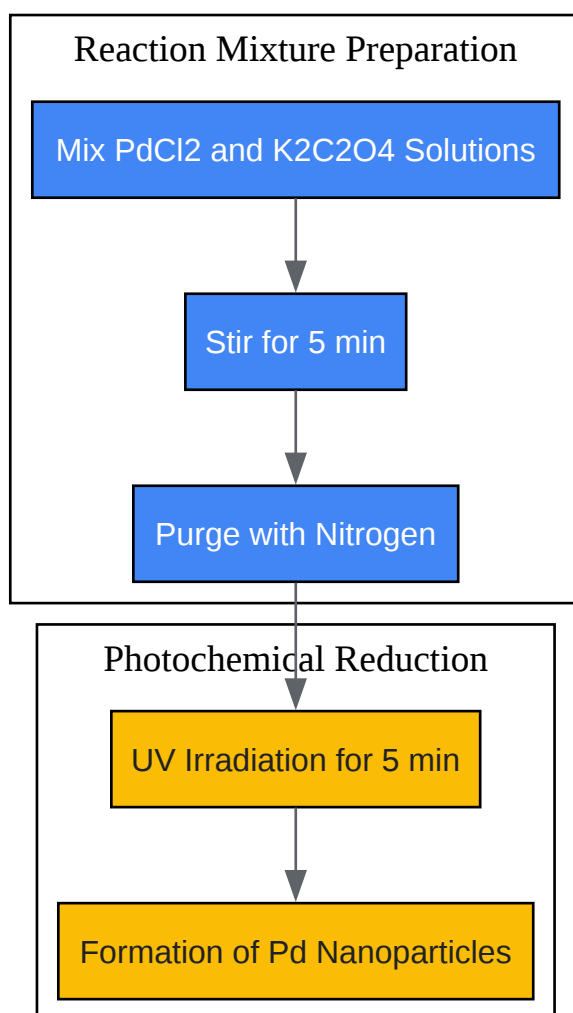 Reaction Mixture Preparation
Mix PdCl2 and K2C2O4 Solutions
Stir for 5 min
Purge with Nitrogen
Photochemical Reduction
UV Irradiation for 5 min
Formation of Pd Nanoparticles